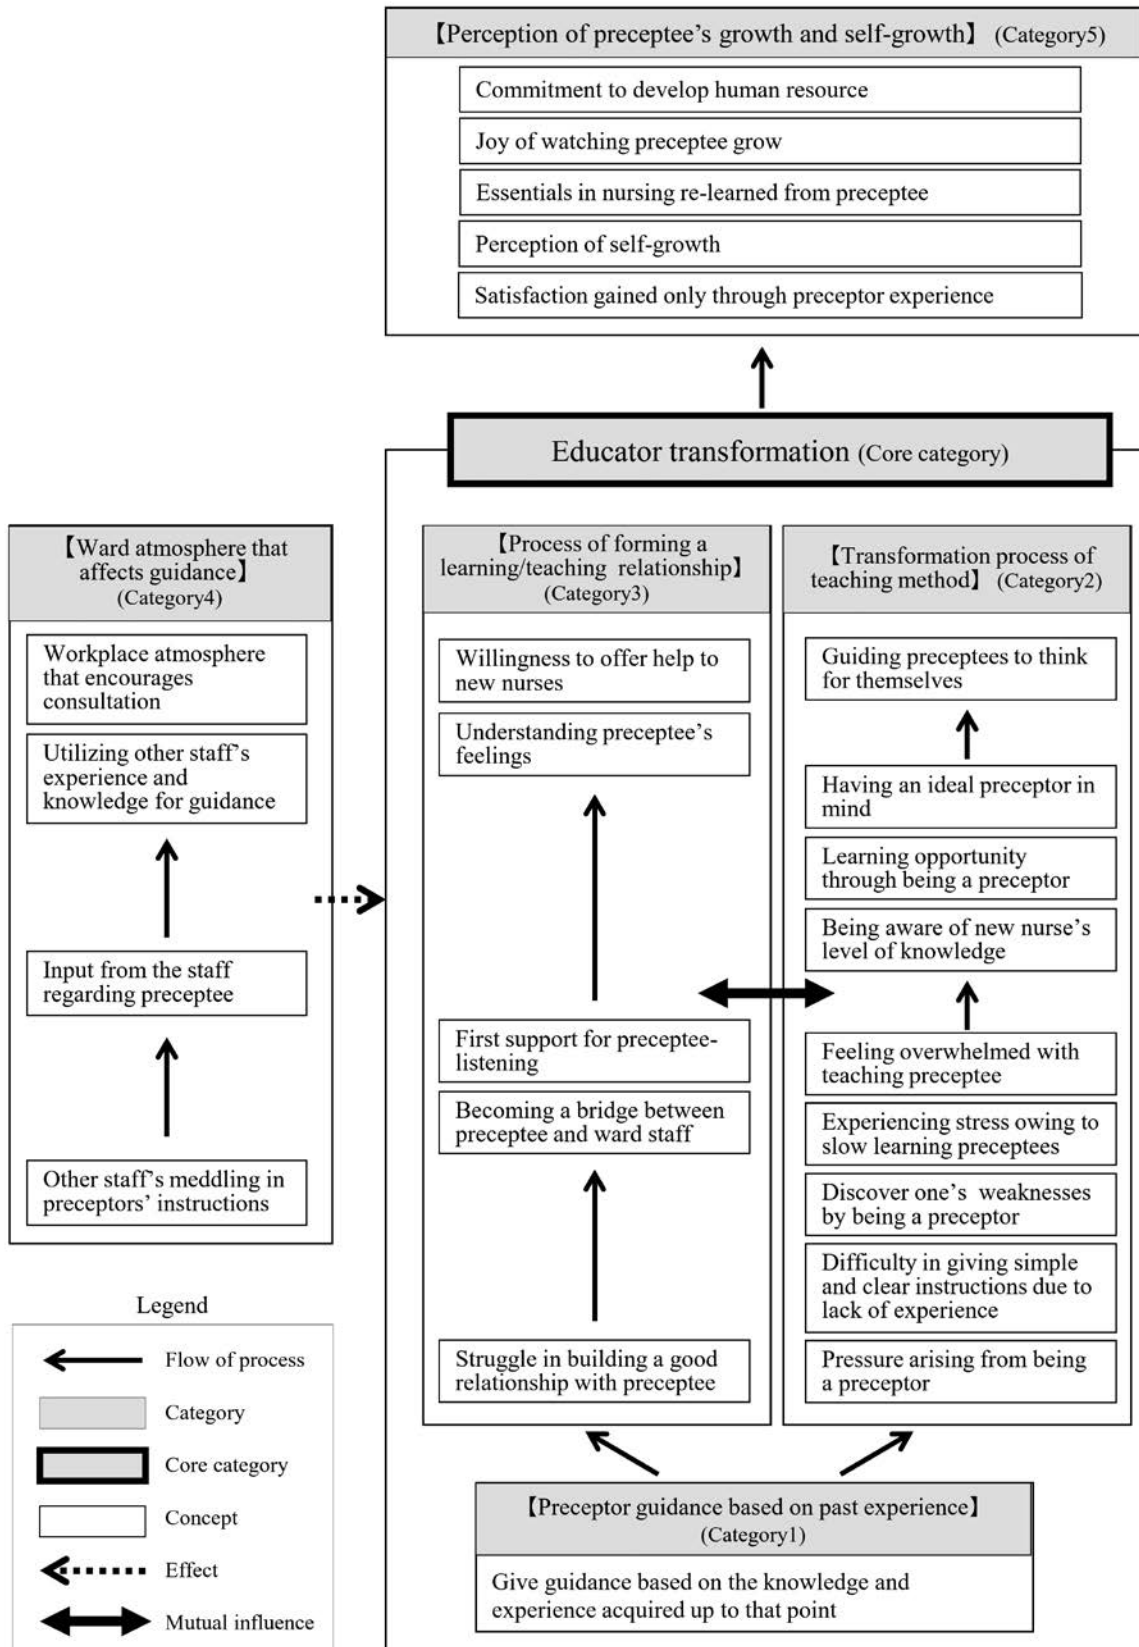 【Perception of preceptee’s growth and self-growth】 (Category5)
Commitment to develop human resource
Joy of watching preceptee grow
Essentials in nursing re-learned from preceptee
Perception of self-growth
Satisfaction gained only through preceptor experience
Educator transformation (Core category)
【Ward atmosphere that
affects guidance】
(Category4)
Workplace atmosphere
that encourages
consultation
Utilizing other staff’s
experience and
knowledge for guidance
Input from the staff
regarding preceptee
Other staff’s meddling in
preceptors’ instructions
【Process of forming a
learning/teaching relationship】
(Category3)
Willingness to offer help to
new nurses
Understanding preceptee’s
feelings
First support for preceptee-
listening
Becoming a bridge between
preceptee and ward staff
Struggle in building a good
relationship with preceptee
【Transformation process of
teaching method】 (Category2)
Guiding preceptees to think
for themselves
Having an ideal preceptor in
mind
Learning opportunity
through being a preceptor
Being aware of new nurse’s
level of knowledge
Feeling overwhelmed with
teaching preceptee
Experiencing stress owing to
slow learning preceptees
Discover one’s weaknesses
by being a preceptor
Difficulty in giving simple
and clear instructions due to
lack of experience
Pressure arising from being
a preceptor
【Preceptor guidance based on past experience】
(Category1)
Give guidance based on the knowledge and
experience acquired up to that point
Legend
Flow of process
Category
Core category
Concept
Effect
Mutual influence